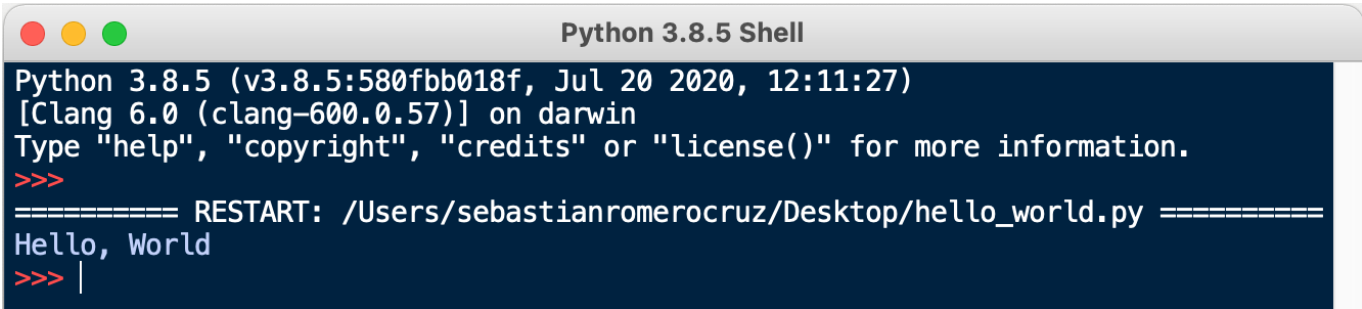 Python 3.8.5 Shell
Python 3.8.5 (v3.8.5:580fbb018f, Jul 20 2020, 12:11:27)
[Clang 6.0 (clang-600.0.57)] on darwin
Type "help", "copyright", "credits" or "license()" for more information.
>>>
========== RESTART: /Users/sebastianromerocruz/Desktop/hello_world.py ==========
Hello, World
>>>